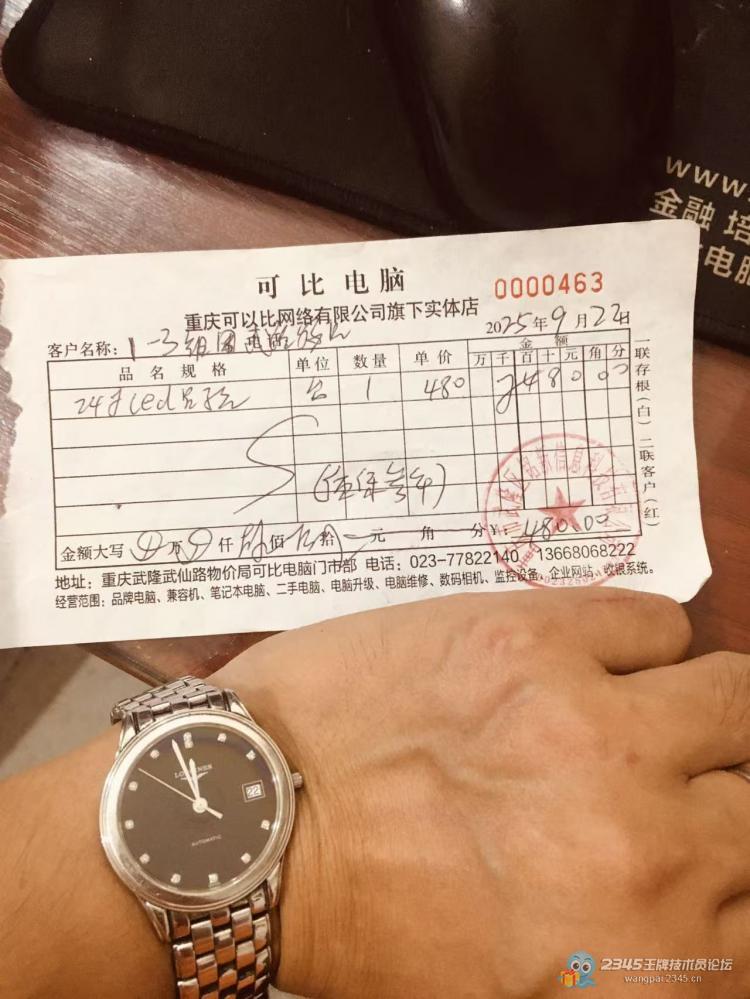 www.
金融 培
电脑
可比电脑
0000463
重庆可以比网络有限公司旗下实体店
2025年9月22日
客户名称：
品名规格 单位 数量 单价 金额
万 千 百 十 元 角 分
24寸led 台 1 480 480 00
金额大写 万 仟 佰 拾 元 角 分 ¥ 480.00
一联存根（白）二联客户（红）
地址：重庆武隆武仙路物价局可比电脑门市部 电话：023-77822140 13668068222
经营范围：品牌电脑、兼容机、笔记本电脑、二手电脑、电脑升级、电脑维修、数码相机、监控设备、企业网站、收银系统。
LONGINES
AUTOMATIC
22
2345王牌技术员论坛
wangpai.2345.cn